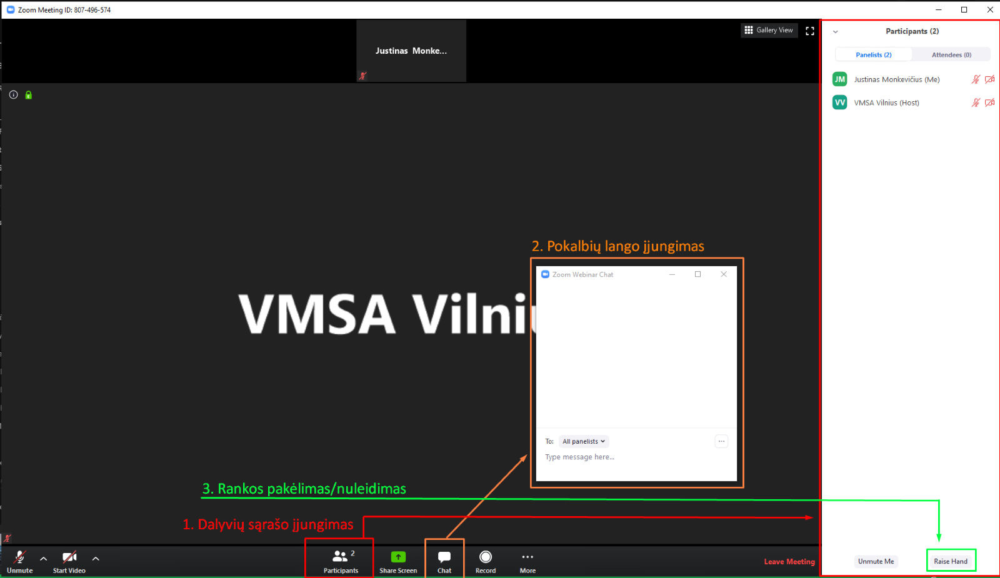 Zoom Meeting ID: 807-496-574
Justinas Monke...
Gallery View
Participants (2)
Panelists (2)
Attendees (0)
JM
Justinas Monkevičius (Me)
VV
VMSA Vilnius (Host)
2. Pokalbių lango įjungimas
Zoom Webinar Chat
VMSA Vilni
To:
All panelists
Type message here...
3. Rankos pakėlimas/nuleidimas
1. Dalyvių sąrašo įjungimas
Unmute
Start Video
2
Participants
Share Screen
Chat
Record
More
Leave Meeting
Unmute Me
Raise Hand